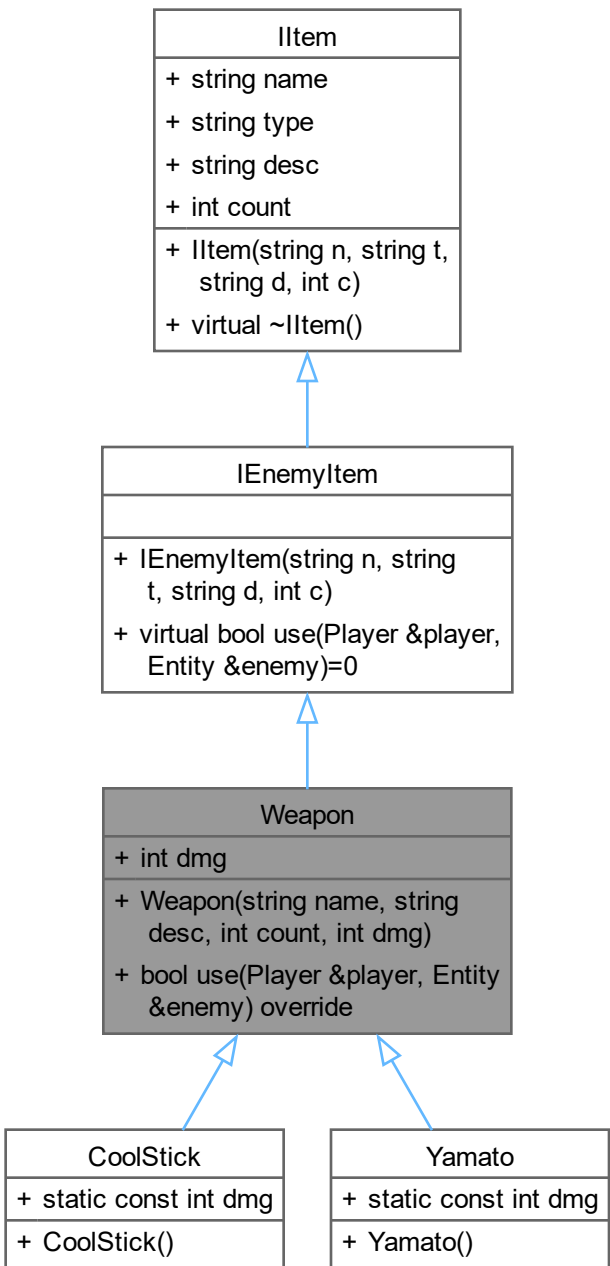 IItem
+ string name
+ string type
+ string desc
+ int count
+ IItem(string n, string t,
string d, int c)
+ virtual ~IItem()
IEnemyItem
+ IEnemyItem(string n, string
t, string d, int c)
+ virtual bool use(Player &player,
Entity &enemy)=0
Weapon
+ int dmg
+ Weapon(string name, string
desc, int count, int dmg)
+ bool use(Player &player, Entity
&enemy) override
CoolStick
+ static const int dmg
+ CoolStick()
Yamato
+ static const int dmg
+ Yamato()